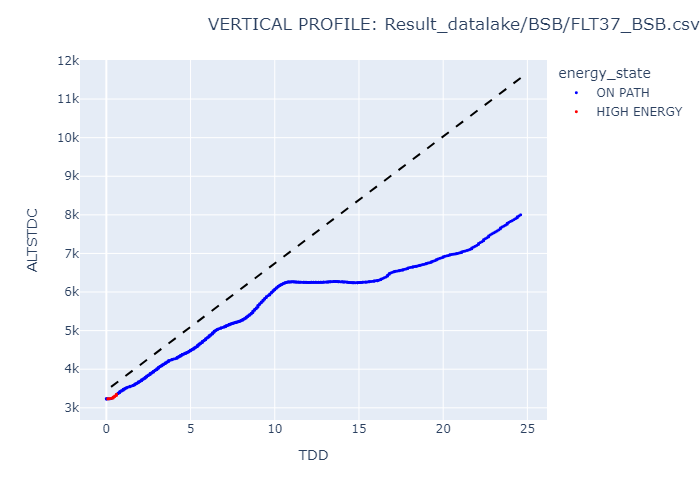 VERTICAL PROFILE: Result_datalake/BSB/FLT37_BSB.csv
energy_state
ON PATH
HIGH ENERGY
12k
11k
10k
9k
8k
7k
6k
5k
4k
3k
ALTSTDC
0
5
10
15
20
25
TDD